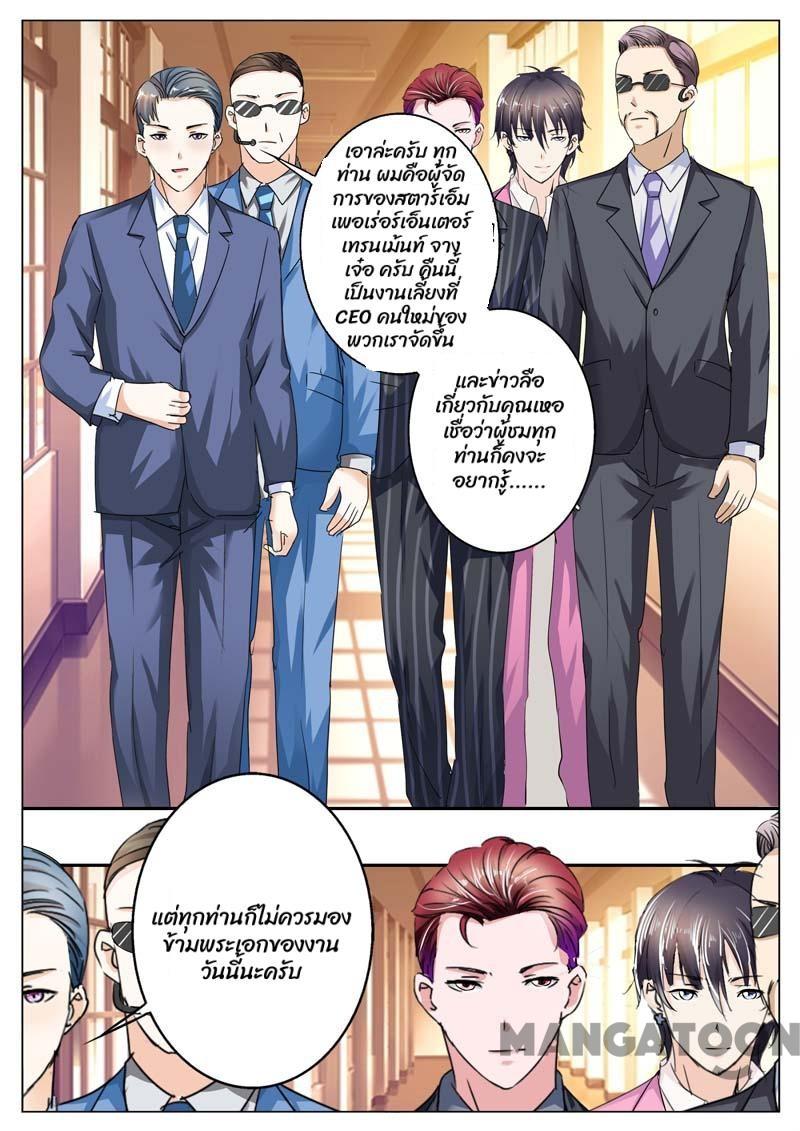 เอาล่ะครับ ทุก
ท่าน ผมคือผู้จัด
การของสตาร์เอ็ม
เพอเร่อร์เอ็นเตอร์
เทรนเม้นท์ จาง
เจ๋อ ครับ คืนนี้
เป็นงานเลี้ยงที่
CEO คนใหม่ของ
พวกเราจัดขึ้น
และข่าวลือ
เกี่ยวกับคุณเหอ
เชื่อว่าผู้ชมทุก
ท่านก็คงจะ
อยากรู้......
แต่ทุกท่านก็ไม่ควรมอง
ข้ามพระเอกของงาน
วันนี้นะครับ
MANGATOON